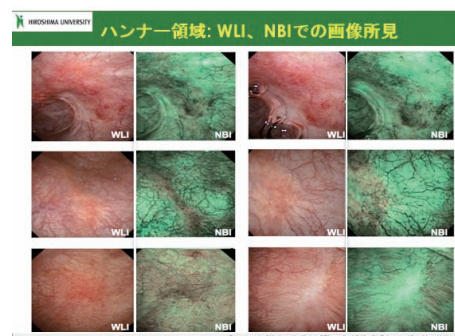 HIROSHIMA UNIVERSITY
ハンナー領域: WLI、NBIでの画像所見
WLI NBI WLI NBI
WLI NBI WLI NBI
WLI NBI WLI NBI